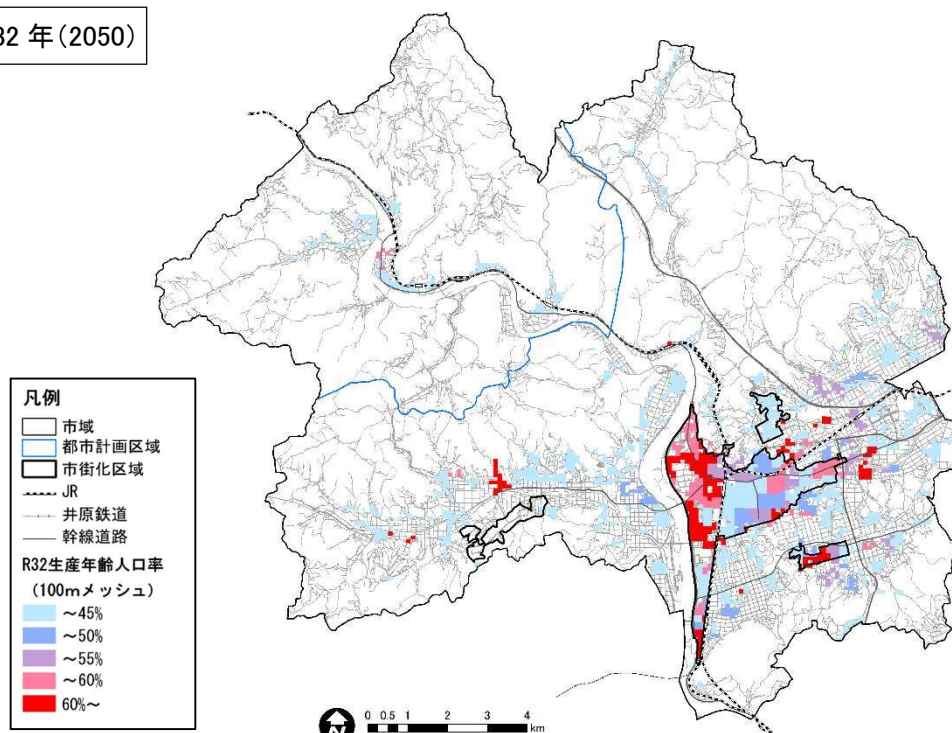 32 年(2050)
凡例
市域
都市計画区域
市街化区域
JR
井原鉄道
幹線道路
R32生産年齢人口率
(100mメッシュ)
～45%
～50%
～55%
～60%
60%～
N
0 0.5 1 2 3 4
km